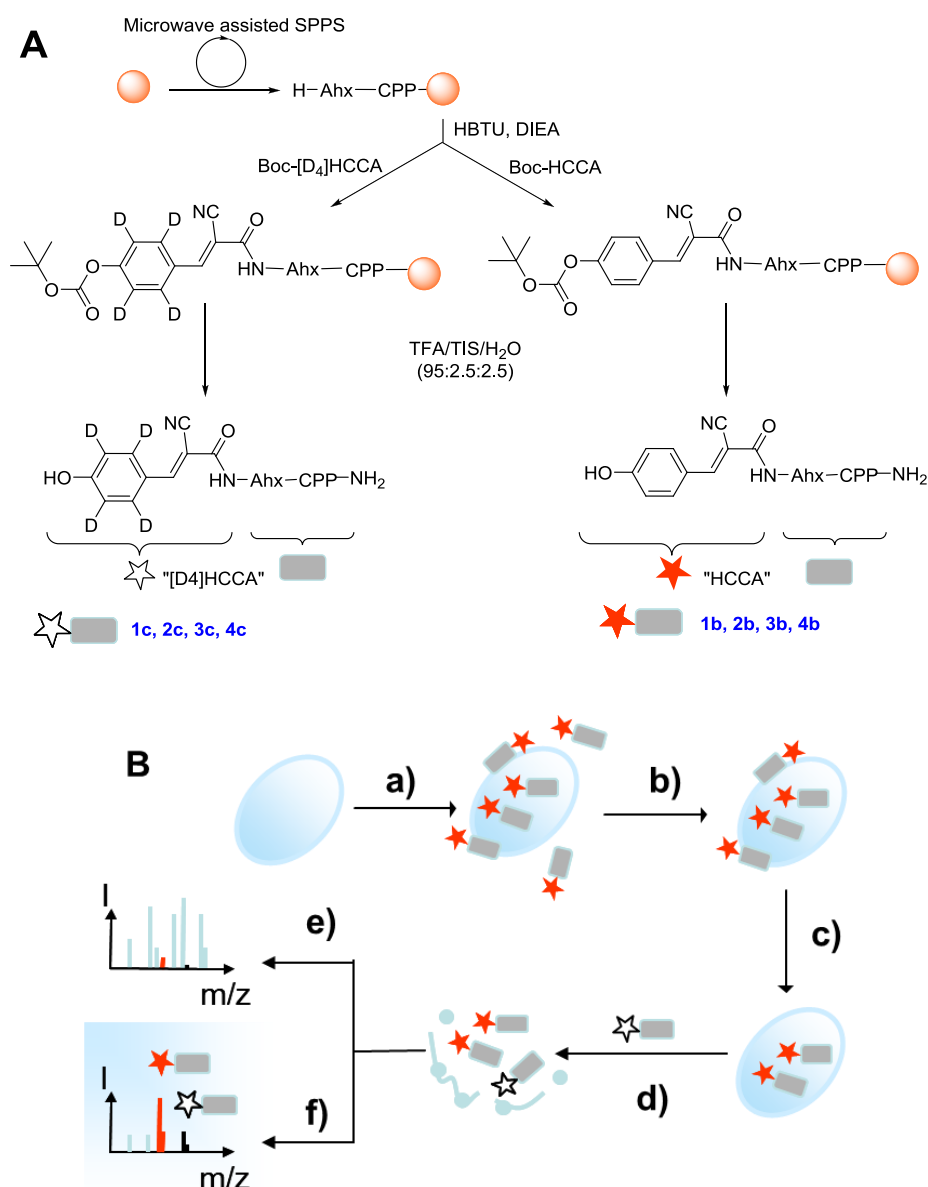 A
Microwave assisted SPPS
H-Ahx—CPP
HBTU, DIEA
Boc-[D₄]HCCA
Boc-HCCA
D D NC O
O O O D D HN—Ahx—CPP
NC O
O O O HN—Ahx—CPP
TFA/TIS/H₂O
(95:2.5:2.5)
D D NC O
HO D D HN—Ahx—CPP—NH₂
NC O
HO HN—Ahx—CPP—NH₂
"[D4]HCCA"
"HCCA"
1c, 2c, 3c, 4c
1b, 2b, 3b, 4b
B
a)
b)
c)
d)
e)
I
m/z
f)
I
m/z